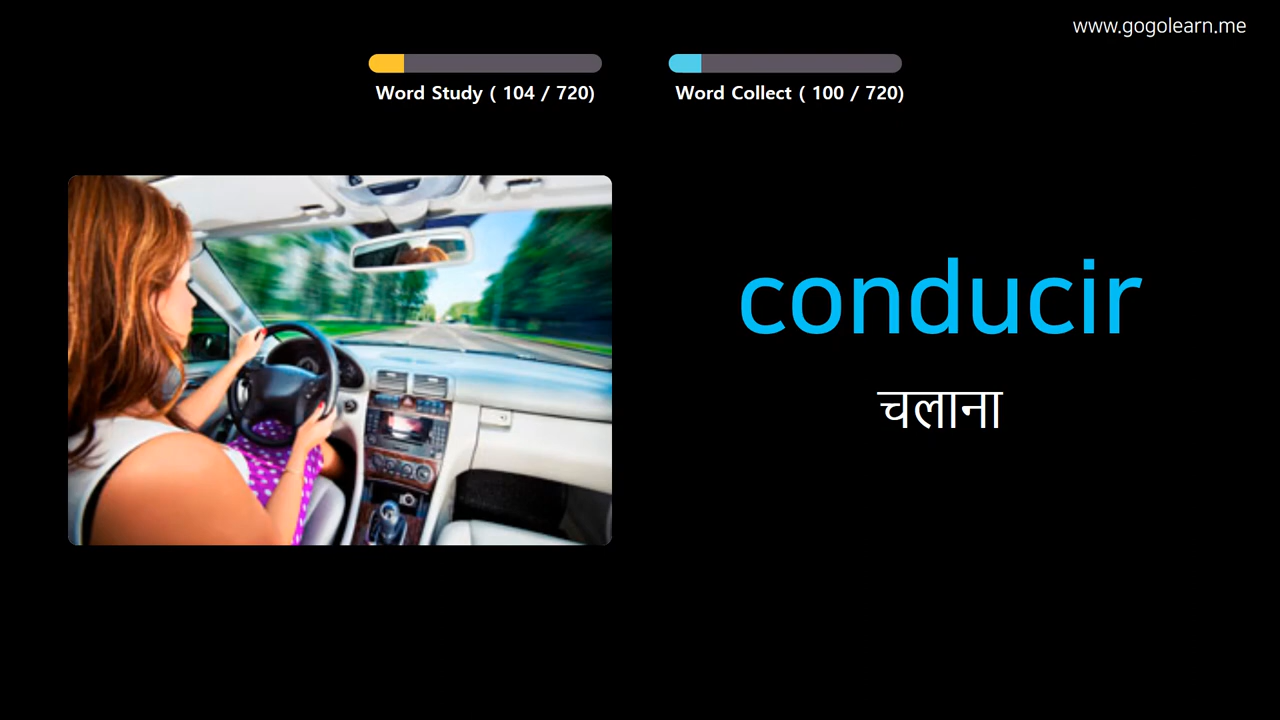 www.gogolearn.me
Word Study ( 104 / 720)
Word Collect ( 100 / 720)
conducir
चलाना